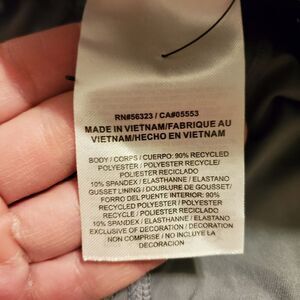 RN#56323 / CA#05553
MADE IN VIETNAM/FABRIQUE AU
VIETNAM/HECHO EN VIETNAM
BODY / CORPS / CUERPO: 90% RECYCLED
POLYESTER / POLYESTER RECYCLE/
POLIESTER RECICLADO
10% SPANDEX / ELASTHANNE / ELASTANO
GUSSET LINING / DOUBLURE DE GOUSSET/
FORRO DEL PUENTE INTERIOR: 90%
RECYCLED POLYESTER / POLYESTER
RECYCLE / POLIESTER RECICLADO
10% SPANDEX / ELASTHANNE / ELASTANO
EXCLUSIVE OF DECORATION / DECORATION
NON COMPRISE / NO INCLUYE LA
DECORACION